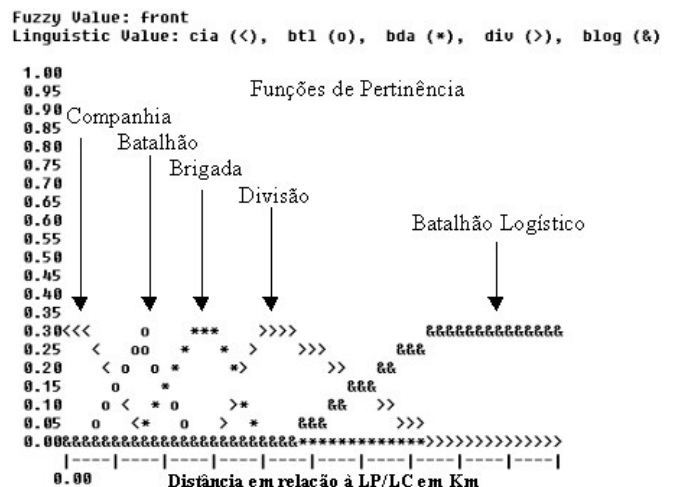 Fuzzy Value: front
Linguistic Value: cia (<), btl (o), bda (*), div (>), blog (&)
Funções de Pertinência
Companhia
Batalhão
Brigada
Divisão
Batalhão Logístico
1.00
0.95
0.90
0.85
0.80
0.75
0.70
0.65
0.60
0.55
0.50
0.45
0.40
0.35
0.30<<< o *** >>>> &&&&&&&&&&&&&&
0.25 < oo * * > >>> &&&
0.20 < o o * *> >> &&
0.15 o * &&&
0.10 o < * o >* && >>
0.05 o <* o > * &&& >>>
0.00&&&&&&&&&&&&&&&&&&&&&&&&&&*************>>>>>>>>>>>>>>>
|----|----|----|----|----|----|----|----|----|----|
0.00 Distância em relação à LP/LC em Km